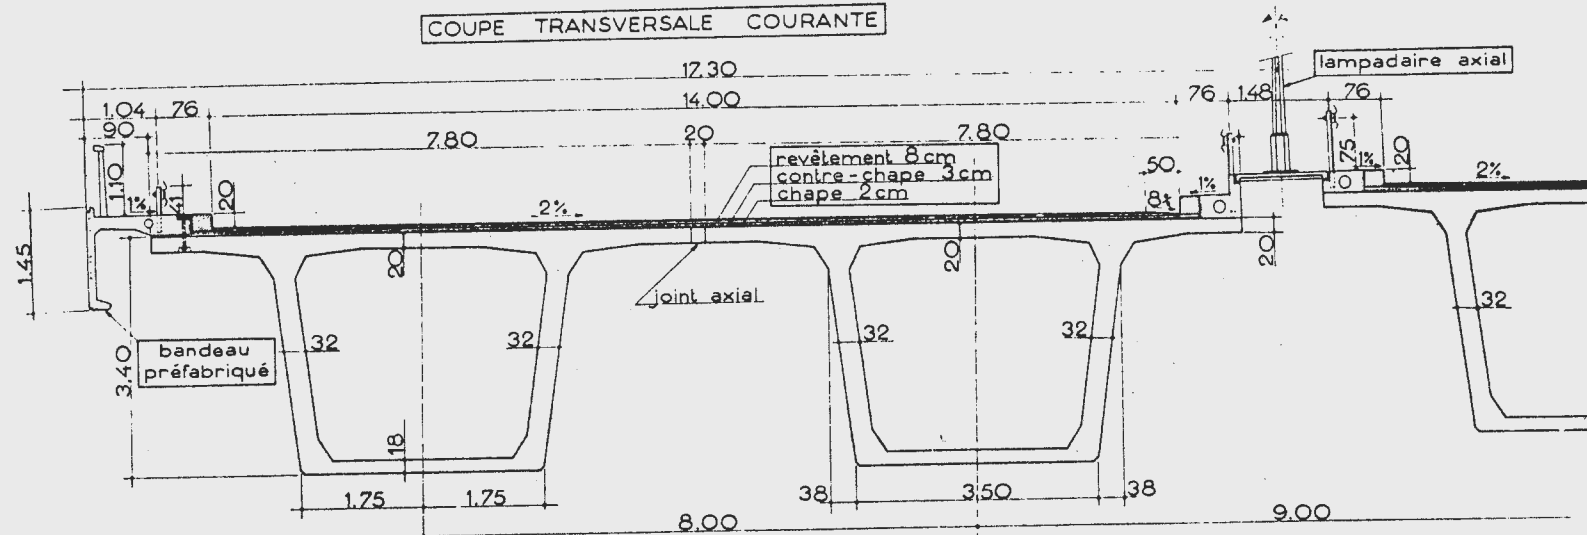 COUPE TRANSVERSALE COURANTE
lampadaire axial
17.30
1.04 76 14.00 76 1.48 76
90 7.80 20 7.80
revêtement 8 cm
contre-chape 3 cm
chape 2 cm
1.10 1% 20 2% 50 8 1% 75 1% 20 2%
20 20 20
1.45
joint axial
32 32 32 32 32
bandeau
préfabriqué
3.40
18
1.75 1.75 38 3.50 38
8.00 9.00